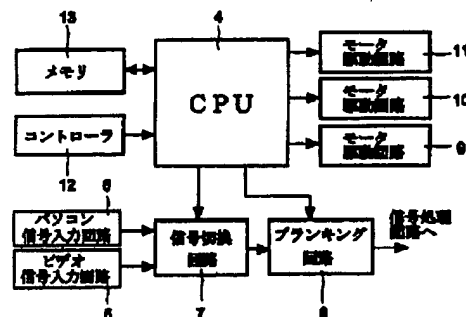 13
メモリ
4
CPU
モータ
駆動回路
11
モータ
駆動回路
10
モータ
駆動回路
9
コントローラ
12
6
パソコン
信号入力回路
ビデオ
信号入力回路
5
信号切換
回路
7
ブランキング
回路
8
信号処理
回路へ